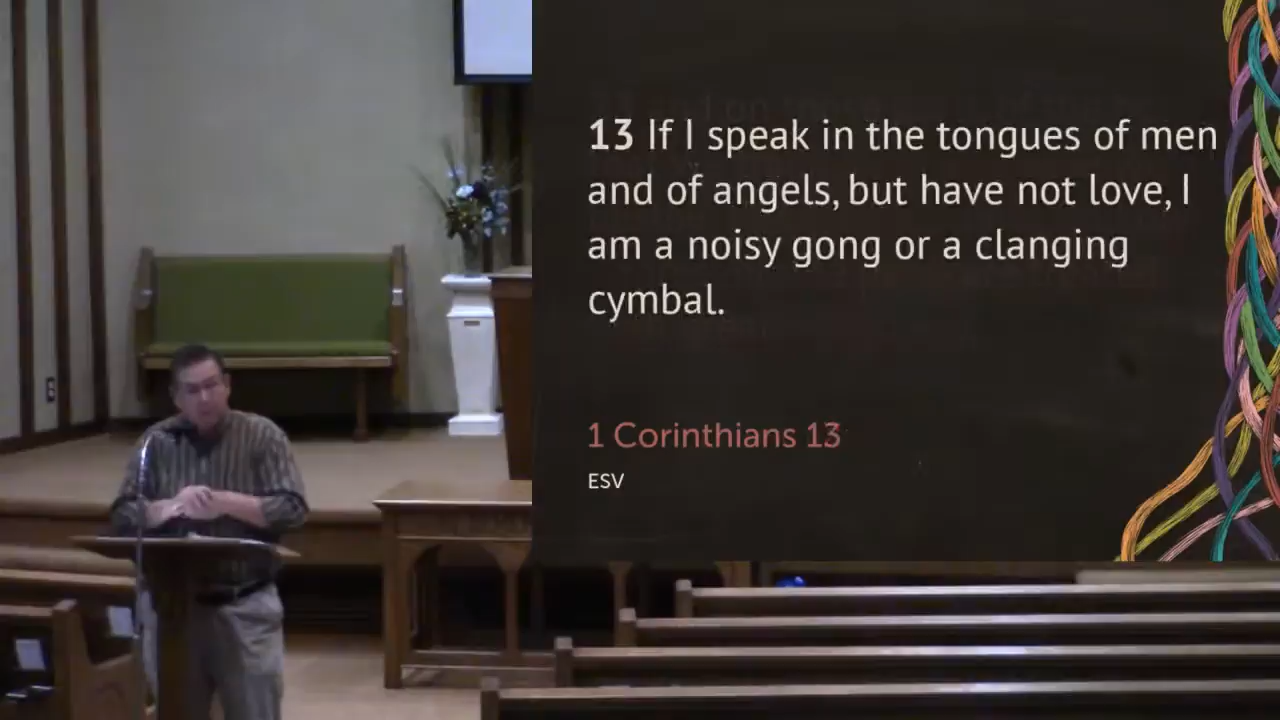 13 If I speak in the tongues of men
and of angels, but have not love, I
am a noisy gong or a clanging
cymbal.
1 Corinthians 13
ESV